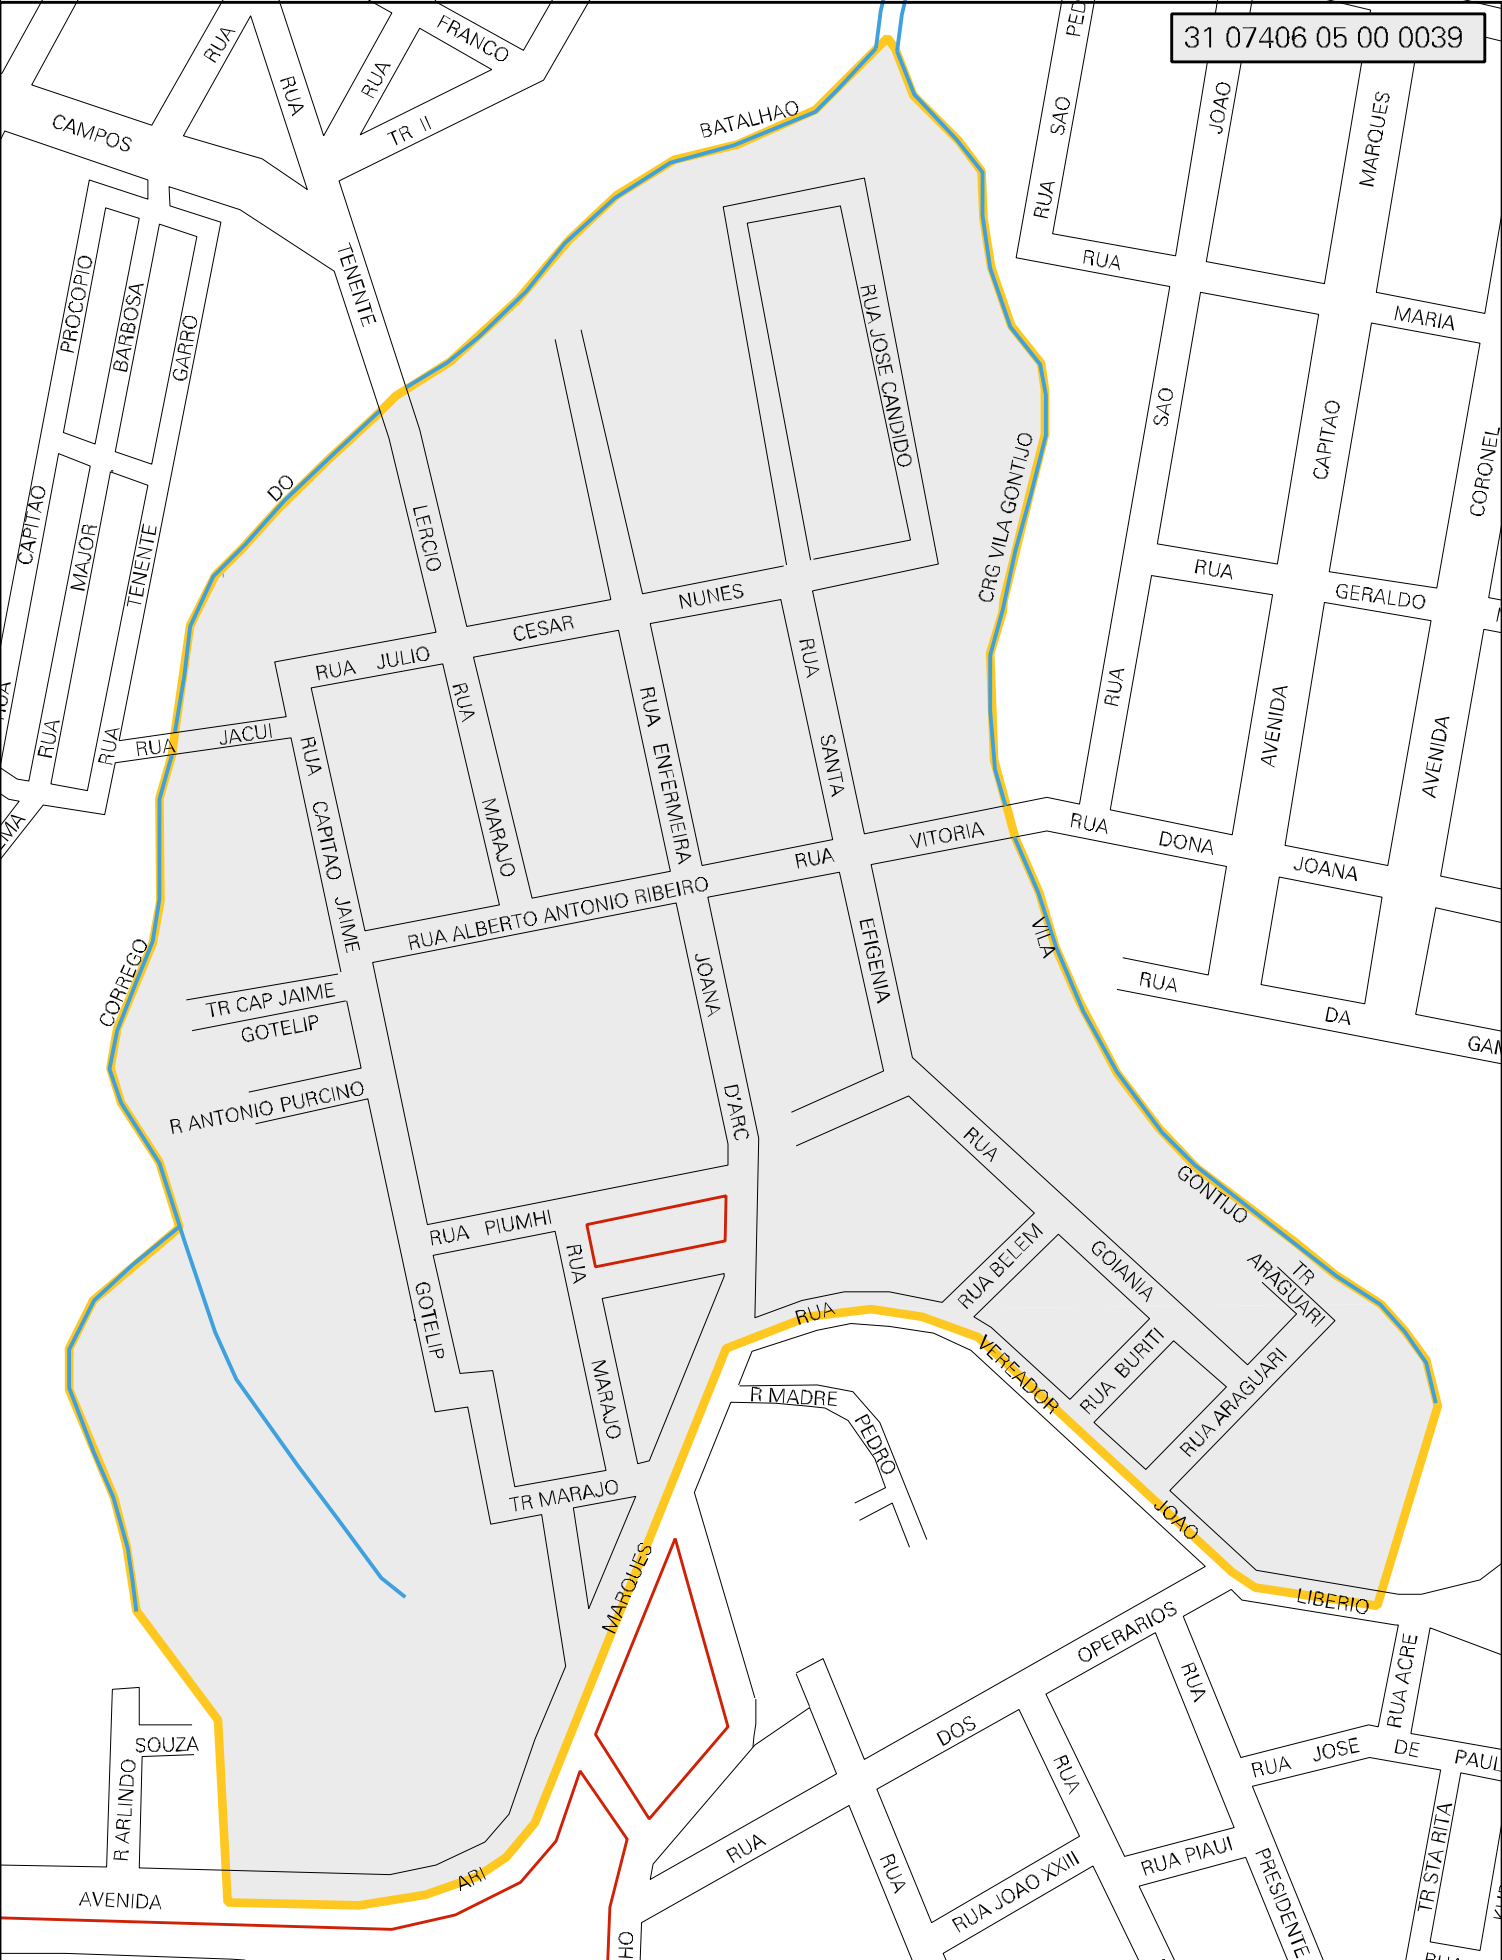 31 07406 05 00 0039
FRANCO
RUA
RUA
RUA
TR II
CAMPOS
BATALHAO
RUA
SAO
JOAO
MARQUES
RUA
MARIA
PROCOPIO
BARBOSA
GARRO
TENENTE
RUA JOSE CANDIDO
SAO
CAPITAO
CORONEL
DO
CAPITAO
MAJOR
TENENTE
LERCIO
CRG VILA GONTIJO
RUA
GERALDO
NUNES
CESAR
RUA JULIO
RUA
RUA
RUA
RUA
AVENIDA
AVENIDA
RUA
RUA
RUA JACUI
RUA CAPITAO JAIME
MARAJO
ENFERMEIRA
SANTA
RUA
VITORIA
RUA
DONA
JOANA
RUA ALBERTO ANTONIO RIBEIRO
CORREGO
EFIGENIA
VILA
JOANA
TR CAP JAIME
GOTELIP
RUA
DA
R ANTONIO PURCINO
D'ARC
RUA
GONTIJO
RUA PIUMHI
RUA
RUA BELEM
GOIANIA
TR
ARAGUARI
GOTELIP
RUA
VEREADOR
RUA BURITI
RUA ARAGUARI
MARAJO
R MADRE
PEDRO
TR MARAJO
JOAO
MARQUES
LIBERIO
OPERARIOS
RUA
RUA ACRE
DOS
SOUZA
R ARLINDO
RUA
RUA JOSE DE
RUA
RUA
RUA JOAO XXIII
RUA PIAUI
PRESIDENTE
TR STA RITA
ARI
AVENIDA